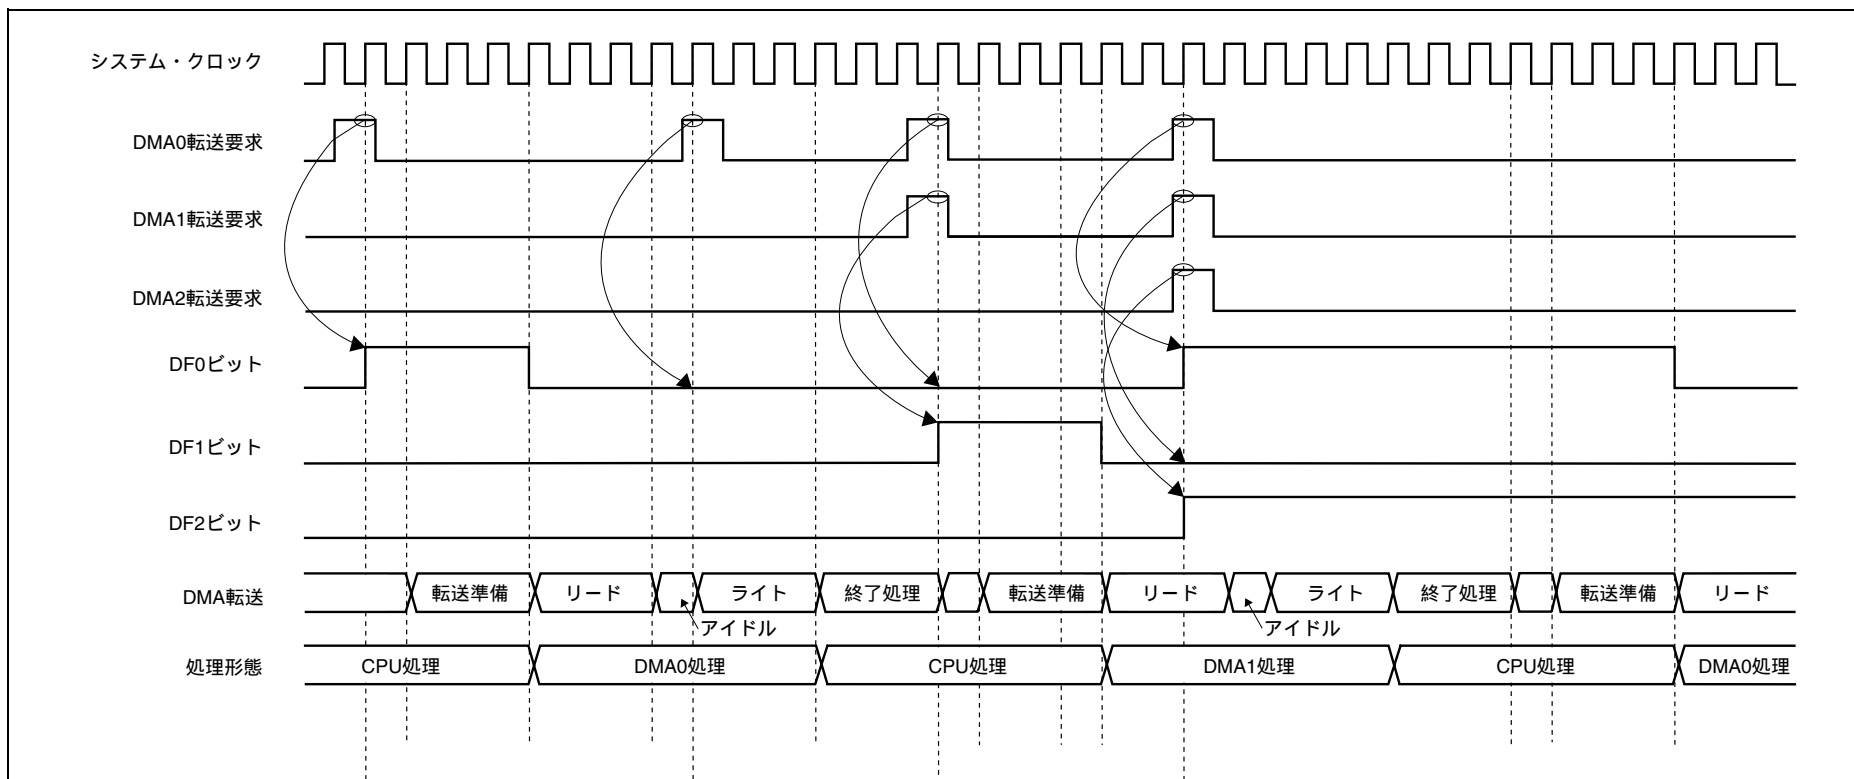 システム・クロック
DMA0転送要求
DMA1転送要求
DMA2転送要求
DF0ビット
DF1ビット
DF2ビット
DMA転送
転送準備
リード
ライト
終了処理
転送準備
リード
ライト
終了処理
転送準備
リード
アイドル
アイドル
処理形態
CPU処理
DMA0処理
CPU処理
DMA1処理
CPU処理
DMA0処理